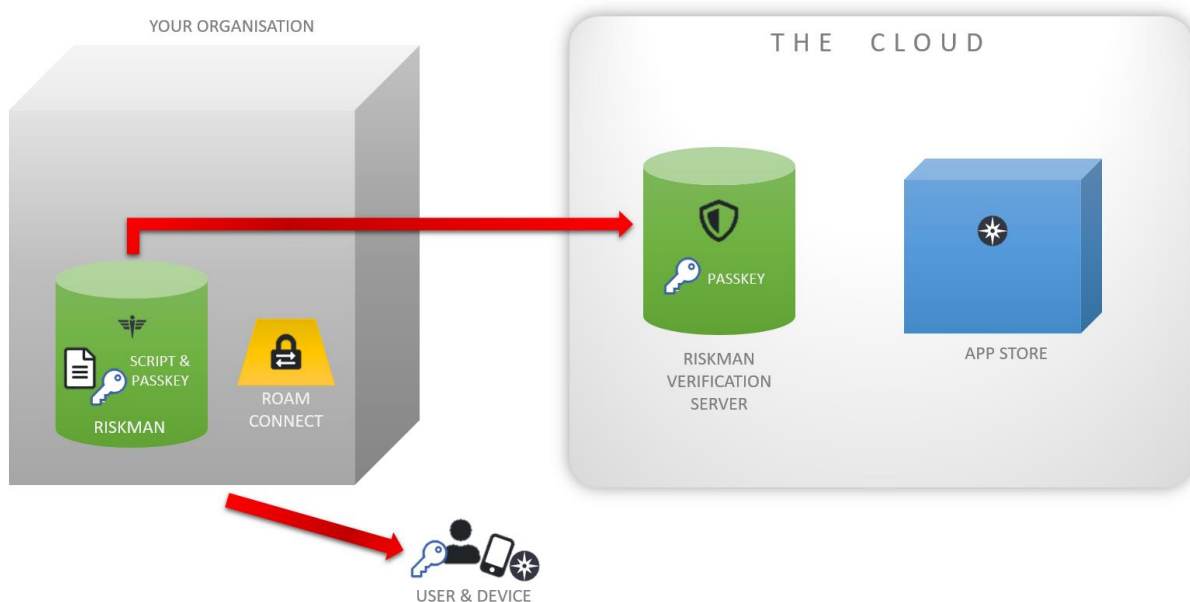 YOUR ORGANISATION
THE CLOUD
SCRIPT &
PASSKEY
RISKMAN
ROAM
CONNECT
PASSKEY
RISKMAN
VERIFICATION
SERVER
APP STORE
USER & DEVICE